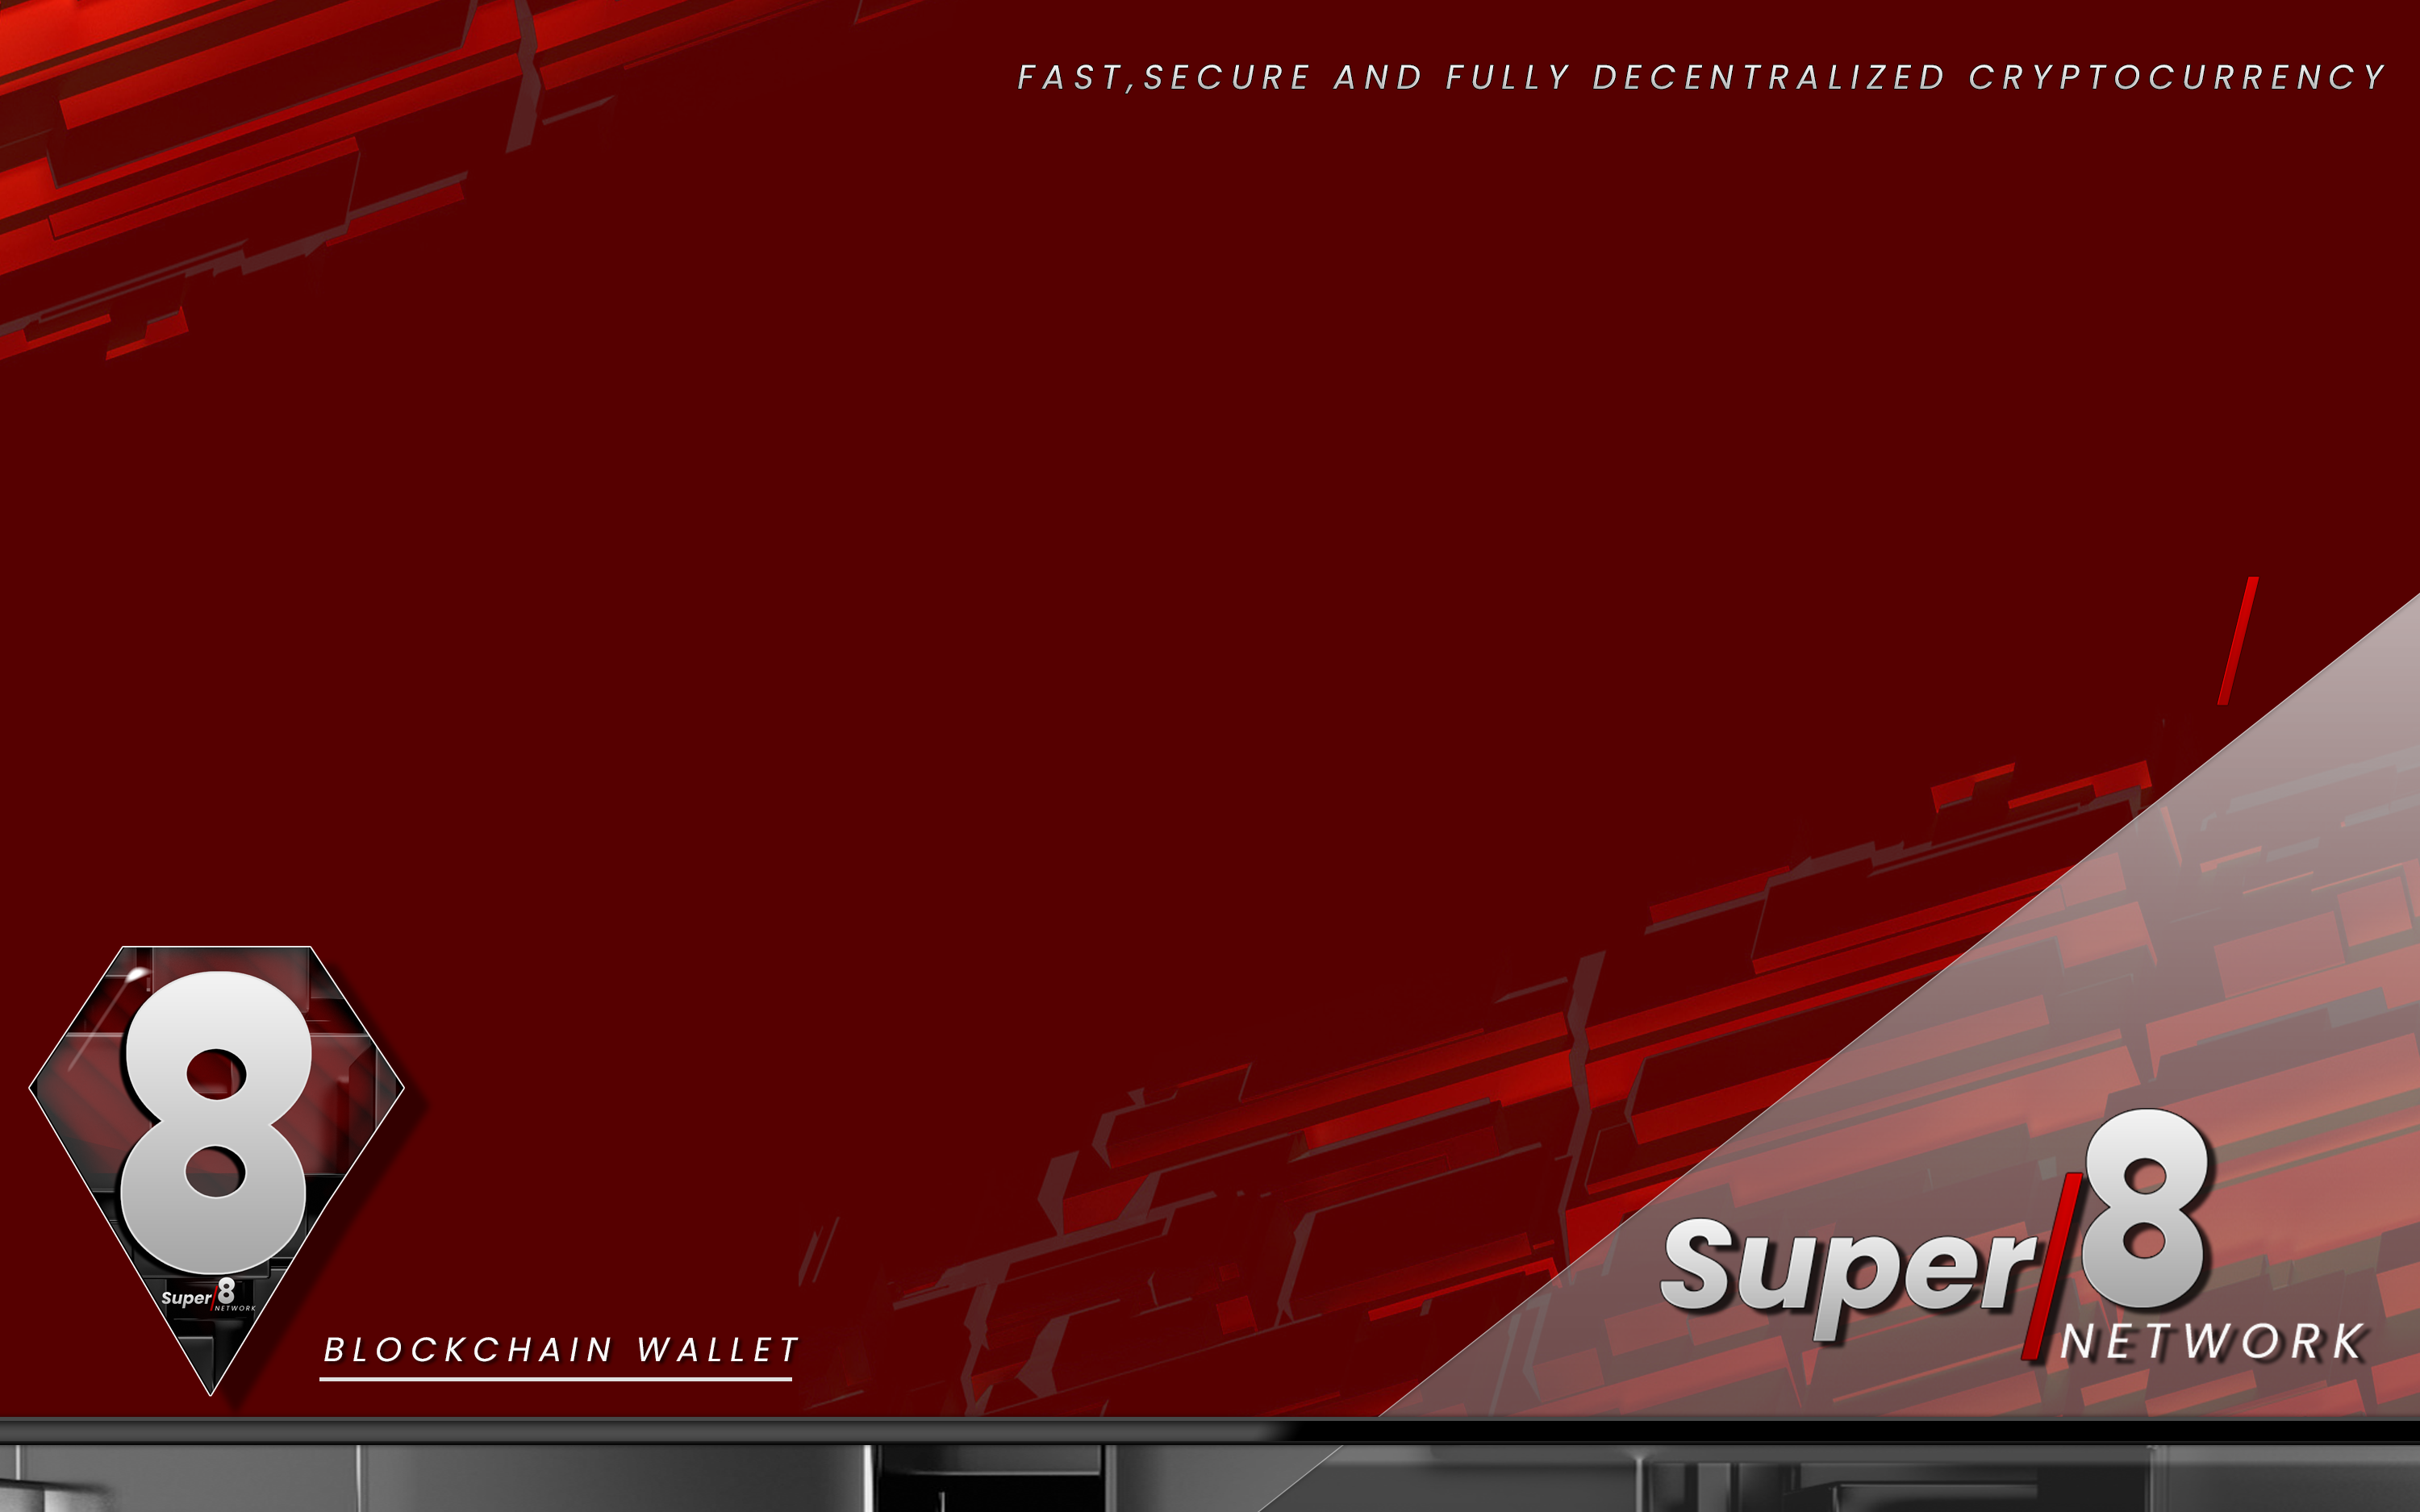 FAST,SECURE AND FULLY DECENTRALIZED CRYPTOCURRENCY
8
Super/8
NETWORK
BLOCKCHAIN WALLET
Super/8
NETWORK